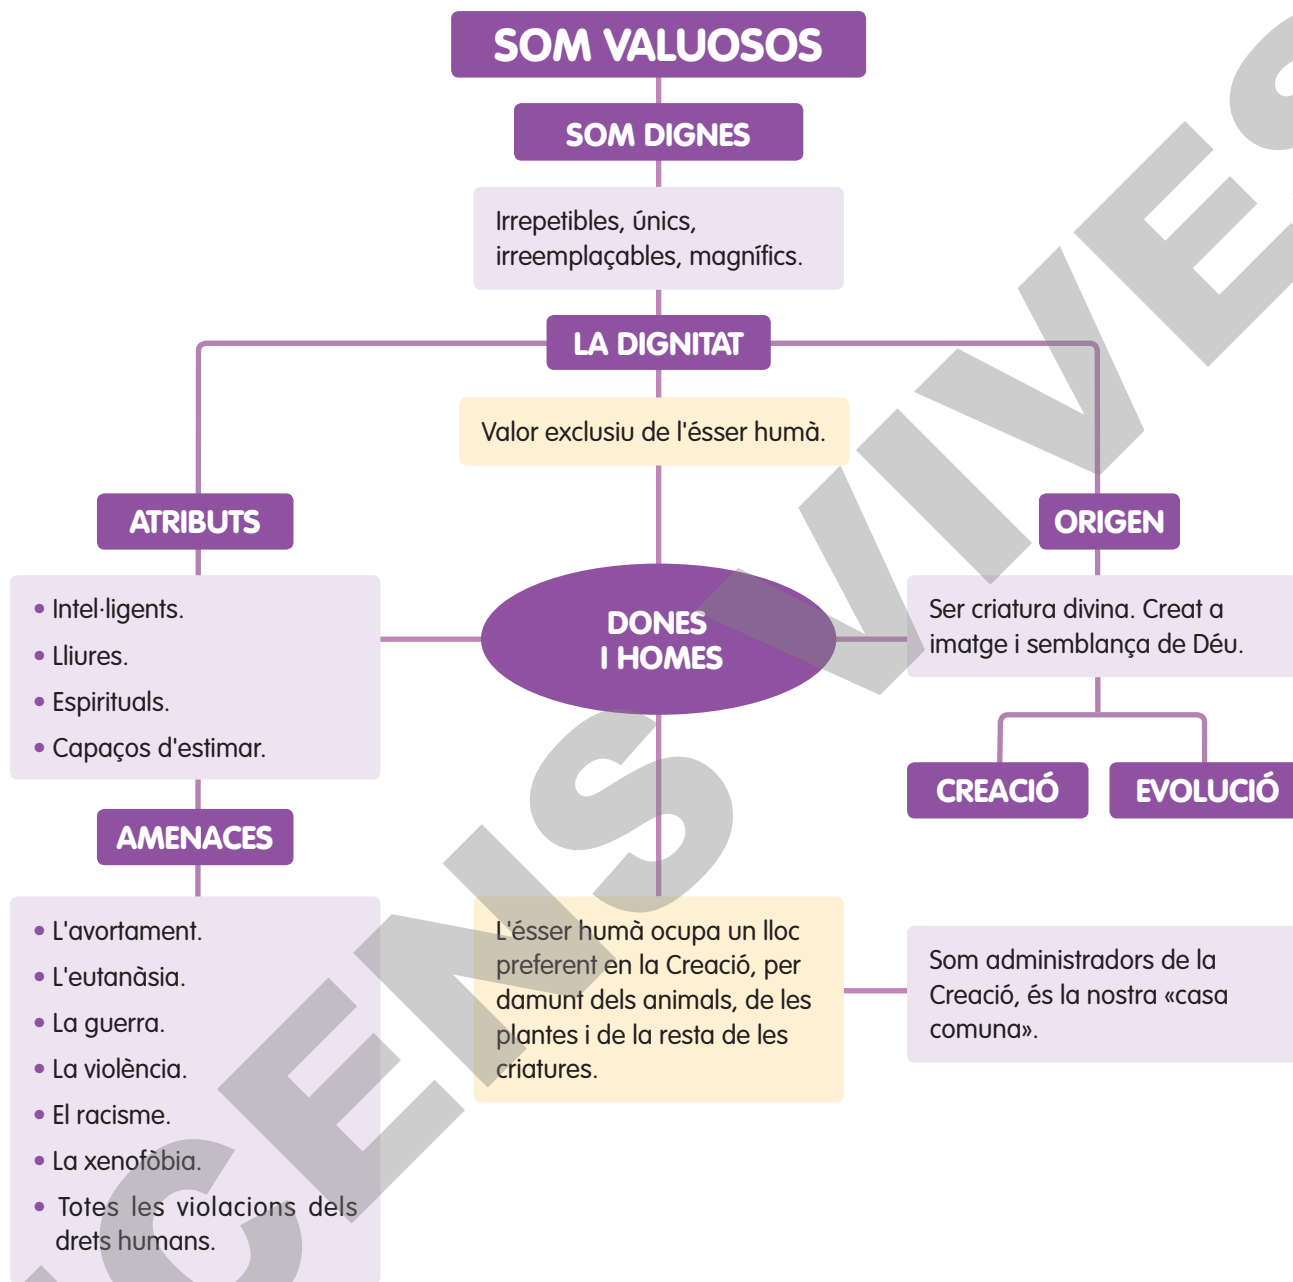 SOM VALUOSOS
SOM DIGNES
Irrepetibles, únics,
irreemplaçables, magnífics.
LA DIGNITAT
Valor exclusiu de l'ésser humà.
ATRIBUTS
• Intel·ligents.
• Lliures.
• Espirituals.
• Capaços d'estimar.
AMENACES
• L'avortament.
• L'eutanàsia.
• La guerra.
• La violència.
• El racisme.
• La xenofòbia.
• Totes les violacions dels
drets humans.
DONES
I HOMES
L'ésser humà ocupa un lloc
preferent en la Creació, per
damunt dels animals, de les
plantes i de la resta de les
criatures.
ORIGEN
Ser criatura divina. Creat a
imatge i semblança de Déu.
CREACIÓ
EVOLUCIÓ
Som administradors de la
Creació, és la nostra «casa
comuna».
ICENS VIVES